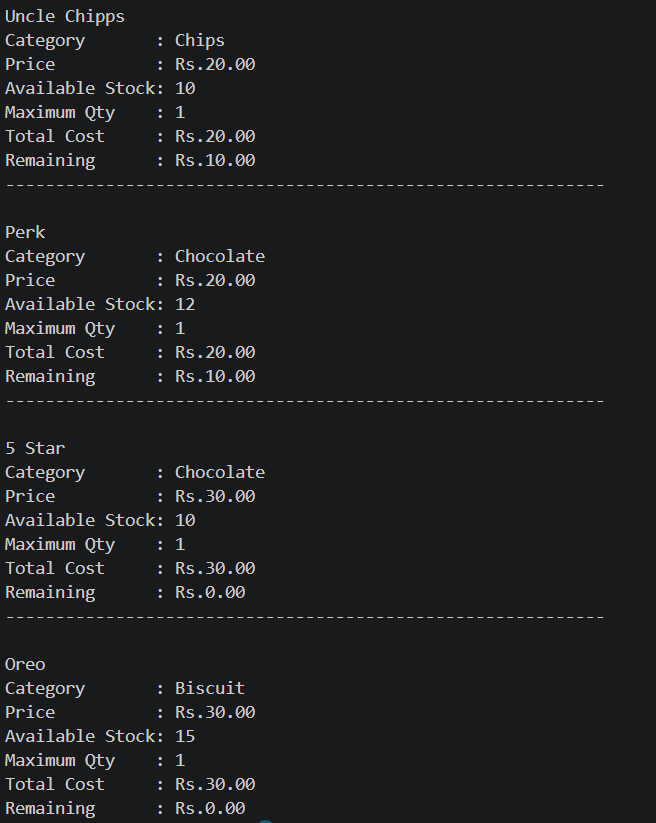 Uncle Chipps
Category       : Chips
Price          : Rs.20.00
Available Stock: 10
Maximum Qty    : 1
Total Cost     : Rs.20.00
Remaining      : Rs.10.00
------------------------------------------------------------
Perk
Category       : Chocolate
Price          : Rs.20.00
Available Stock: 12
Maximum Qty    : 1
Total Cost     : Rs.20.00
Remaining      : Rs.10.00
------------------------------------------------------------
5 Star
Category       : Chocolate
Price          : Rs.30.00
Available Stock: 10
Maximum Qty    : 1
Total Cost     : Rs.30.00
Remaining      : Rs.0.00
------------------------------------------------------------
Oreo
Category       : Biscuit
Price          : Rs.30.00
Available Stock: 15
Maximum Qty    : 1
Total Cost     : Rs.30.00
Remaining      : Rs.0.00